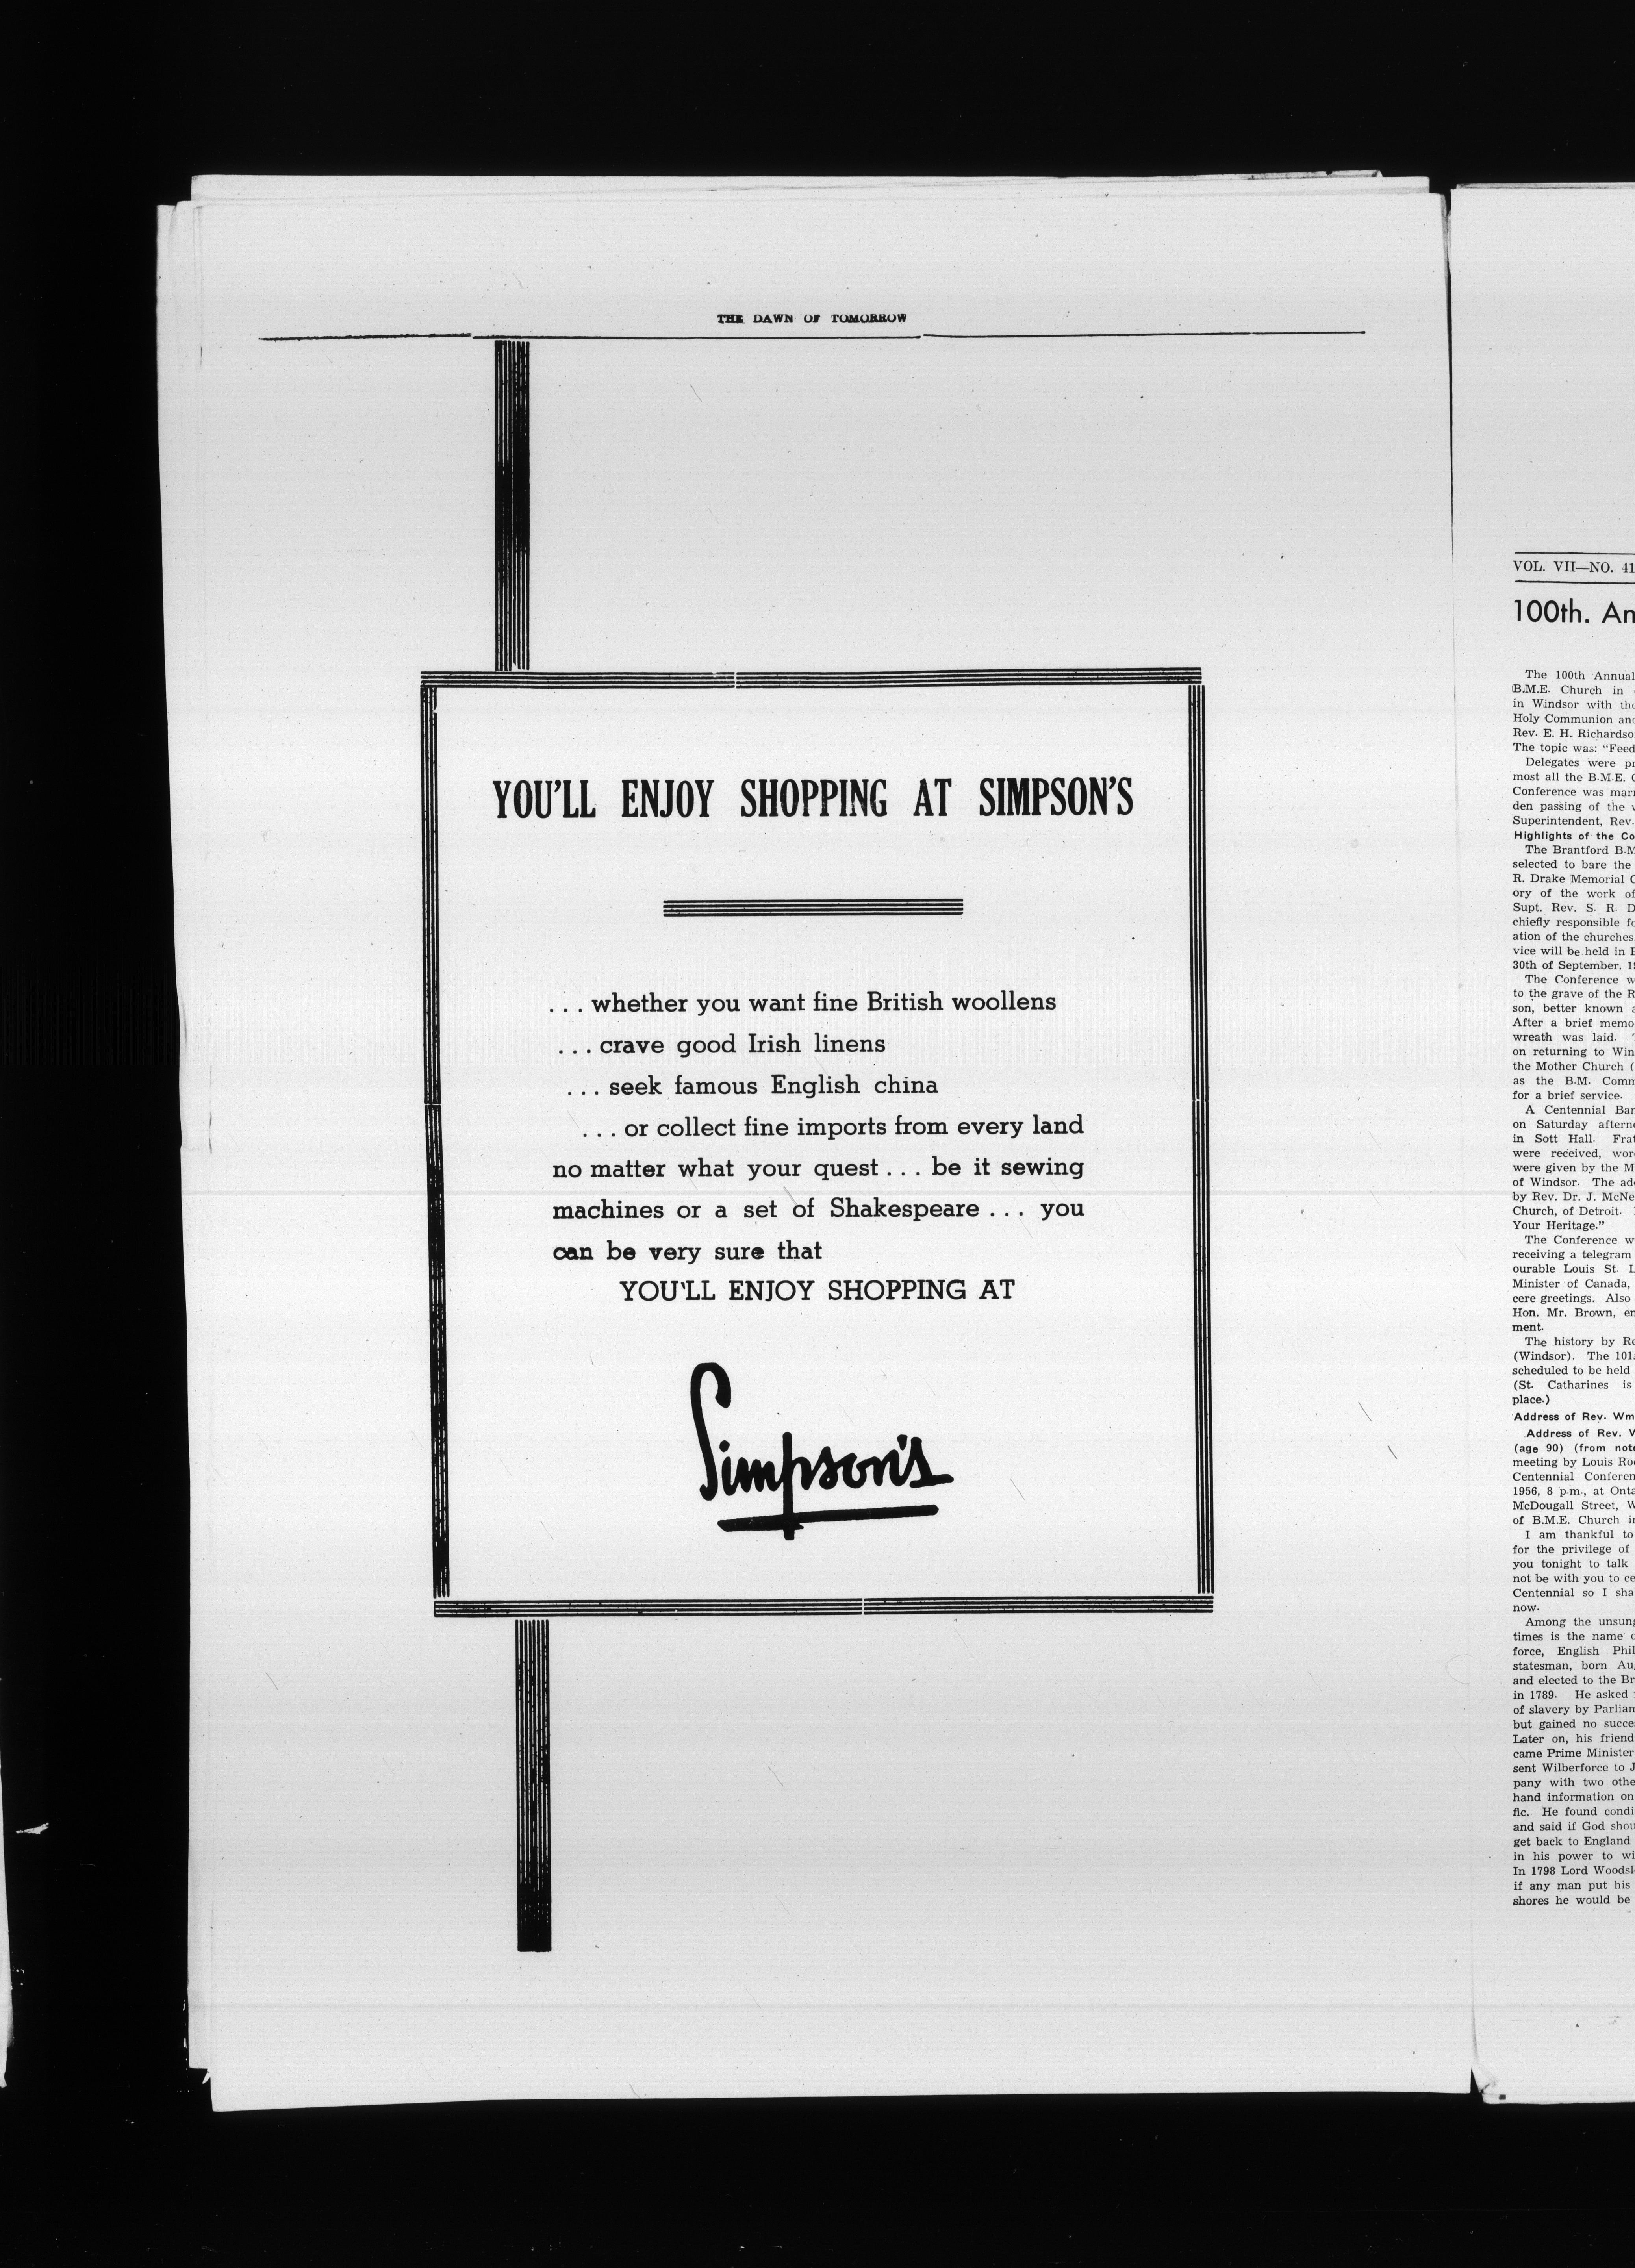 THE DAWN OF TOMORROW
YOU'LL ENJOY SHOPPING AT SIMPSON'S
. . . whether you want fine British woollens
. . . crave good Irish linens
. . . seek famous English china
. . . or collect fine imports from every land
no matter what your quest . . . be it sewing
machines or a set of Shakespeare . . . you
can be very sure that
YOU'LL ENJOY SHOPPING AT
Simpson's
VOL. VII—NO. 41
100th. An
The 100th Annual
B.M.E. Church in
in Windsor with the
Holy Communion and
Rev. E. H. Richardso
The topic was: "Feed
Delegates were pr
most all the B.M.E. C
Conference was marr
den passing of the
Superintendent, Rev.
Highlights of the Co
The Brantford B.M
selected to bare the
R. Drake Memorial C
ory of the work of
Supt. Rev. S. R. D
chiefly responsible fo
ation of the churches.
vice will be held in
30th of September, 19
The Conference w
to the grave of the R
son, better known a
After a brief memo
wreath was laid.
on returning to Win
the Mother Church (
as the B.M. Comm
for a brief service.
A Centennial Ban
on Saturday aftern
in Sott Hall. Frat
were received, wor
were given by the M
of Windsor. The ad
by Rev. Dr. J. McNe
Church, of Detroit.
Your Heritage."
The Conference w
receiving a telegram
ourable Louis St. L
Minister of Canada,
cere greetings. Also
Hon. Mr. Brown, en
ment.
The history by Re
(Windsor). The 101
scheduled to be held
(St. Catharines is
place.)
Address of Rev. Wm
Address of Rev. W
(age 90) (from note
meeting by Louis Ro
Centennial Conferen
1956, 8 p.m., at Onta
McDougall Street, W
of B.M.E. Church in
I am thankful to
for the privilege of
you tonight to talk
not be with you to ce
Centennial so I sha
now.
Among the unsung
times is the name
force, English Phil
statesman, born Au
and elected to the Br
in 1789. He asked
of slavery by Parliam
but gained no succe
Later on, his friend
came Prime Minister
sent Wilberforce to J
pany with two othe
hand information on
fic. He found condi
and said if God shou
get back to England
in his power to wi
In 1798 Lord Woodsl
if any man put his
shores he would be